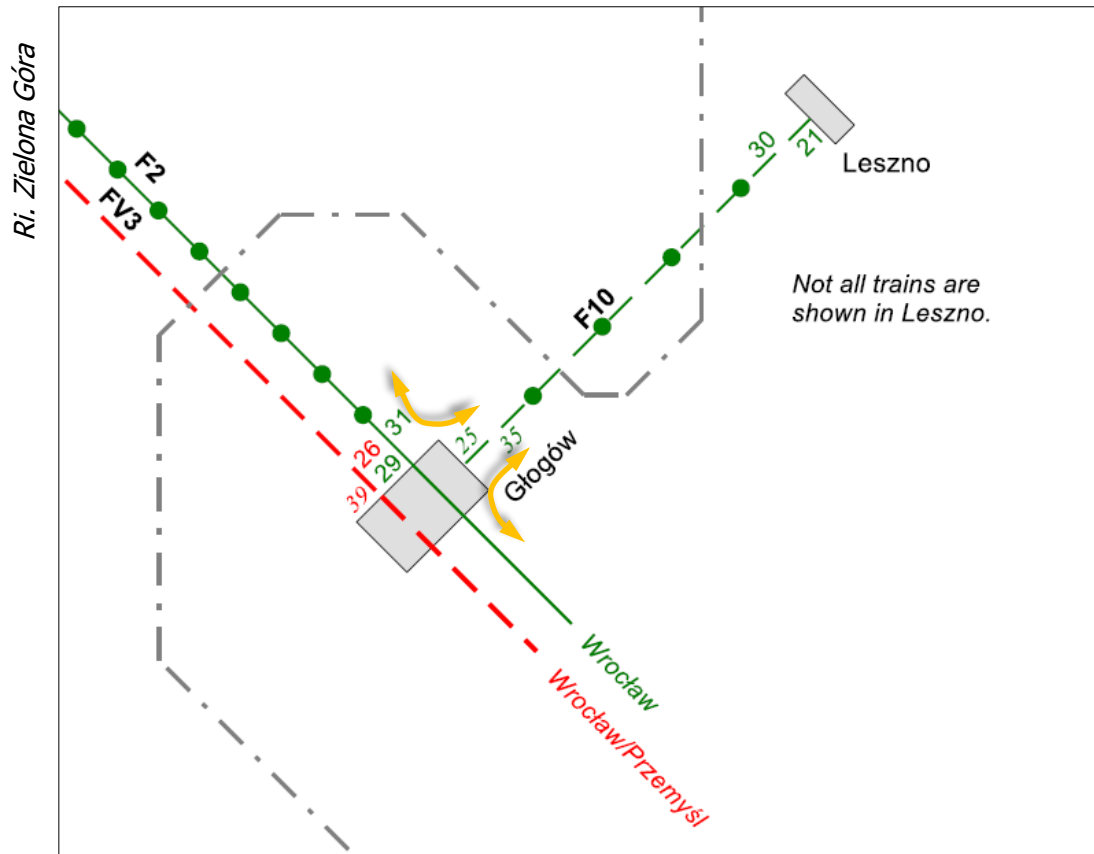 Ri. Zielona Góra
F2
FV3
30
21
Leszno
F10
Not all trains are
shown in Leszno.
31
25
35
26
29
39
Głogów
Wrocław
Wrocław/Przemyśl